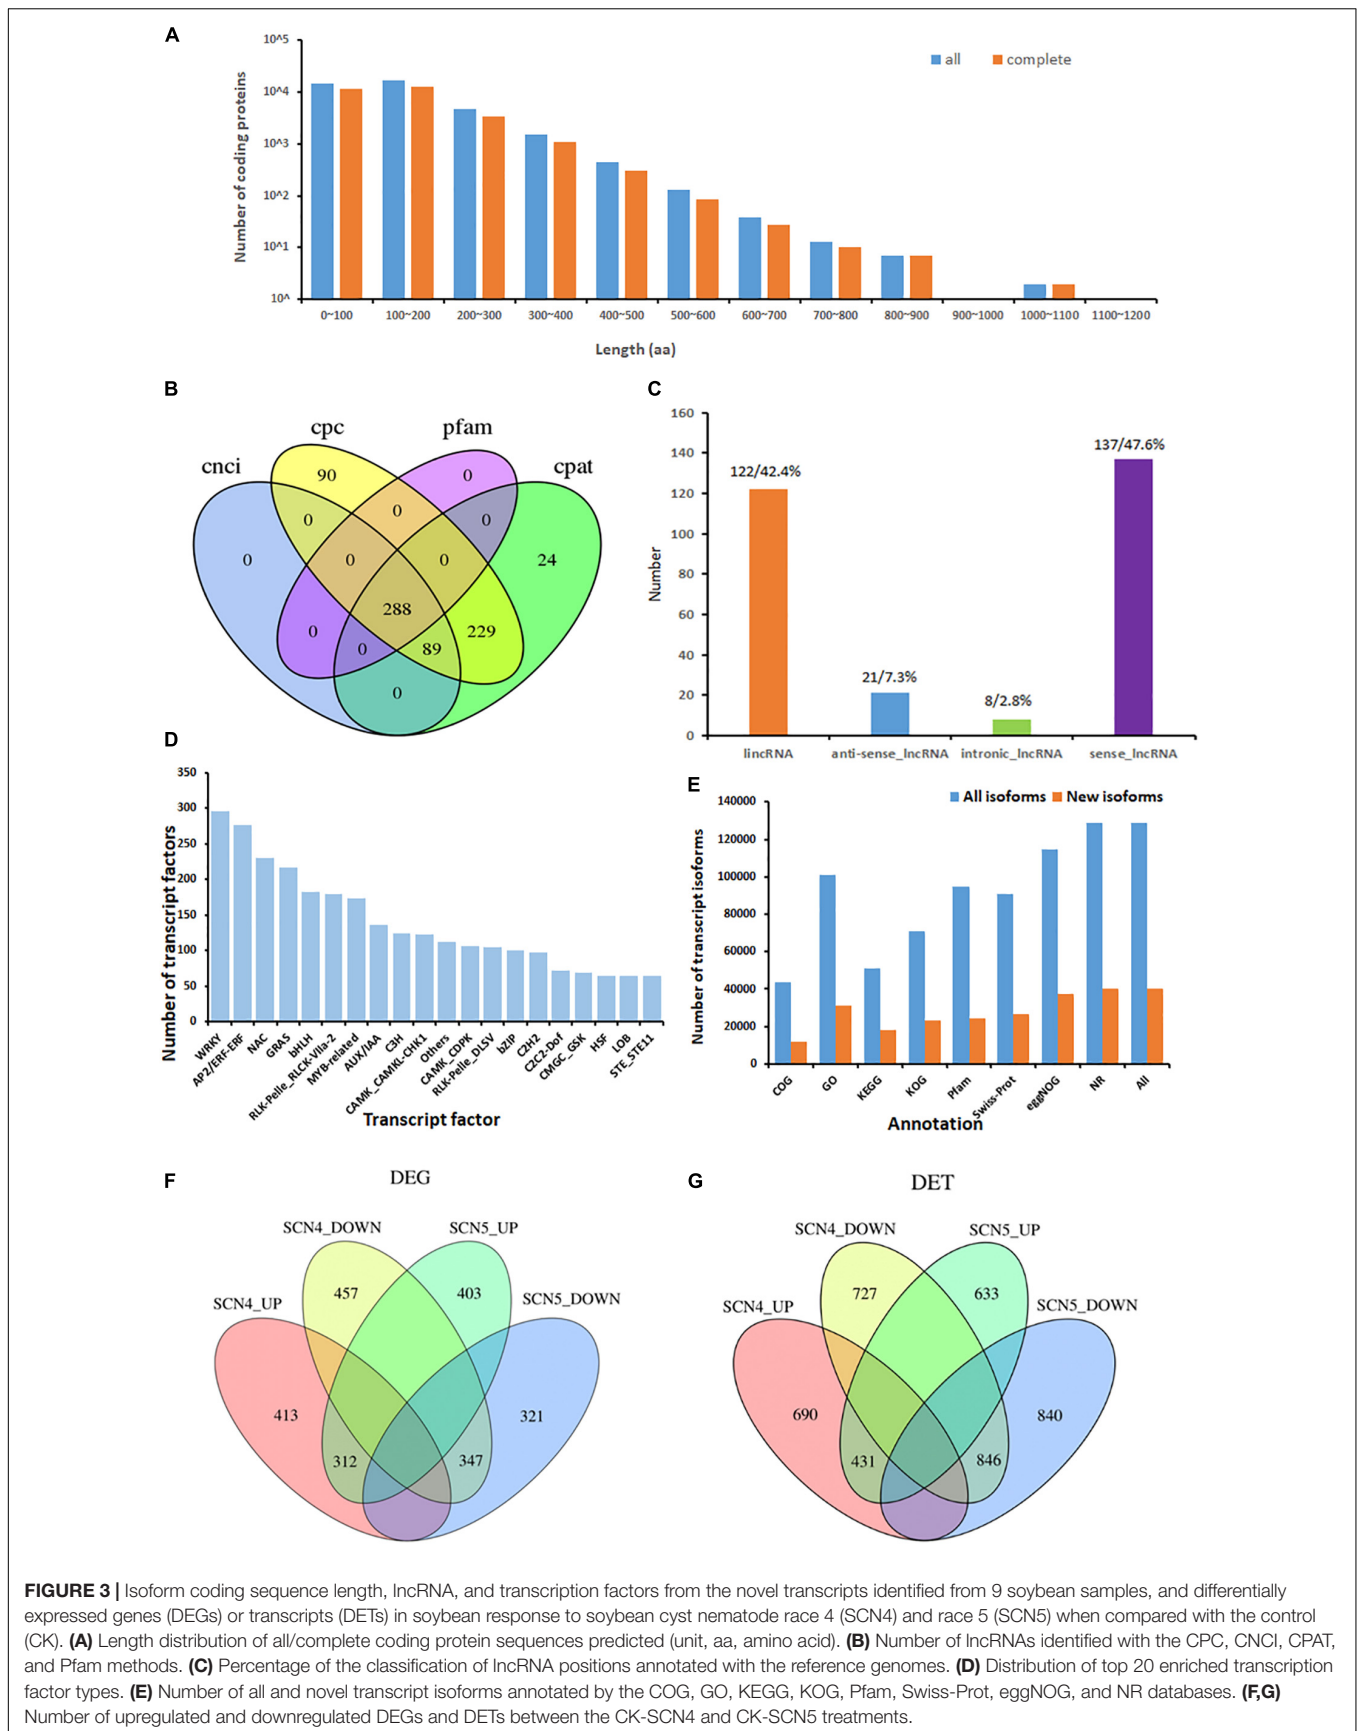 A
10^5
10^4
10^3
10^2
10^1
10^
Number of coding proteins
all complete
0~100 100~200 200~300 300~400 400~500 500~600 600~700 700~800 800~900 900~1000 1000~1100 1100~1200
Length (aa)
B
cnci cpc pfam cpat
90 0
0 0 0
0 0 0 24
288
0 0 89 229
0
C
160
140
120
100
80
60
40
20
0
Number
122/42.4%
21/7.3%
8/2.8%
137/47.6%
lincRNA anti-sense_lncRNA intronic_lncRNA sense_lncRNA
D
350
300
250
200
150
100
50
0
Number of transcript factors
WRKY
AP2/ERF-ERF
NAC
GRAS
bHLH
RLK-Pelle_RLCK-VIIa-2
MYB-related
AUX/IAA
C3H
CAMK_CAMKL-CHK1
Others
CAMK_CDPK
RLK-Pelle_DLSV
bZIP
C2H2
C2C2-Dof
CMGC_GSK
HSF
LOB
STE_STE11
Transcript factor
E
All isoforms New isoforms
140000
120000
100000
80000
60000
40000
20000
0
Number of transcript isoforms
COG
GO
KEGG
KOG
Pfam
Swiss-Prot
eggNOG
NR
All
Annotation
F
DEG
SCN4_DOWN SCN5_UP
SCN4_UP SCN5_DOWN
457 403
413 321
312 347
G
DET
SCN4_DOWN SCN5_UP
SCN4_UP SCN5_DOWN
727 633
690 840
431 846
FIGURE 3 | Isoform coding sequence length, lncRNA, and transcription factors from the novel transcripts identified from 9 soybean samples, and differentially
expressed genes (DEGs) or transcripts (DETs) in soybean response to soybean cyst nematode race 4 (SCN4) and race 5 (SCN5) when compared with the control
(CK). (A) Length distribution of all/complete coding protein sequences predicted (unit, aa, amino acid). (B) Number of lncRNAs identified with the CPC, CNCI, CPAT,
and Pfam methods. (C) Percentage of the classification of lncRNA positions annotated with the reference genomes. (D) Distribution of top 20 enriched transcription
factor types. (E) Number of all and novel transcript isoforms annotated by the COG, GO, KEGG, KOG, Pfam, Swiss-Prot, eggNOG, and NR databases. (F,G)
Number of upregulated and downregulated DEGs and DETs between the CK-SCN4 and CK-SCN5 treatments.